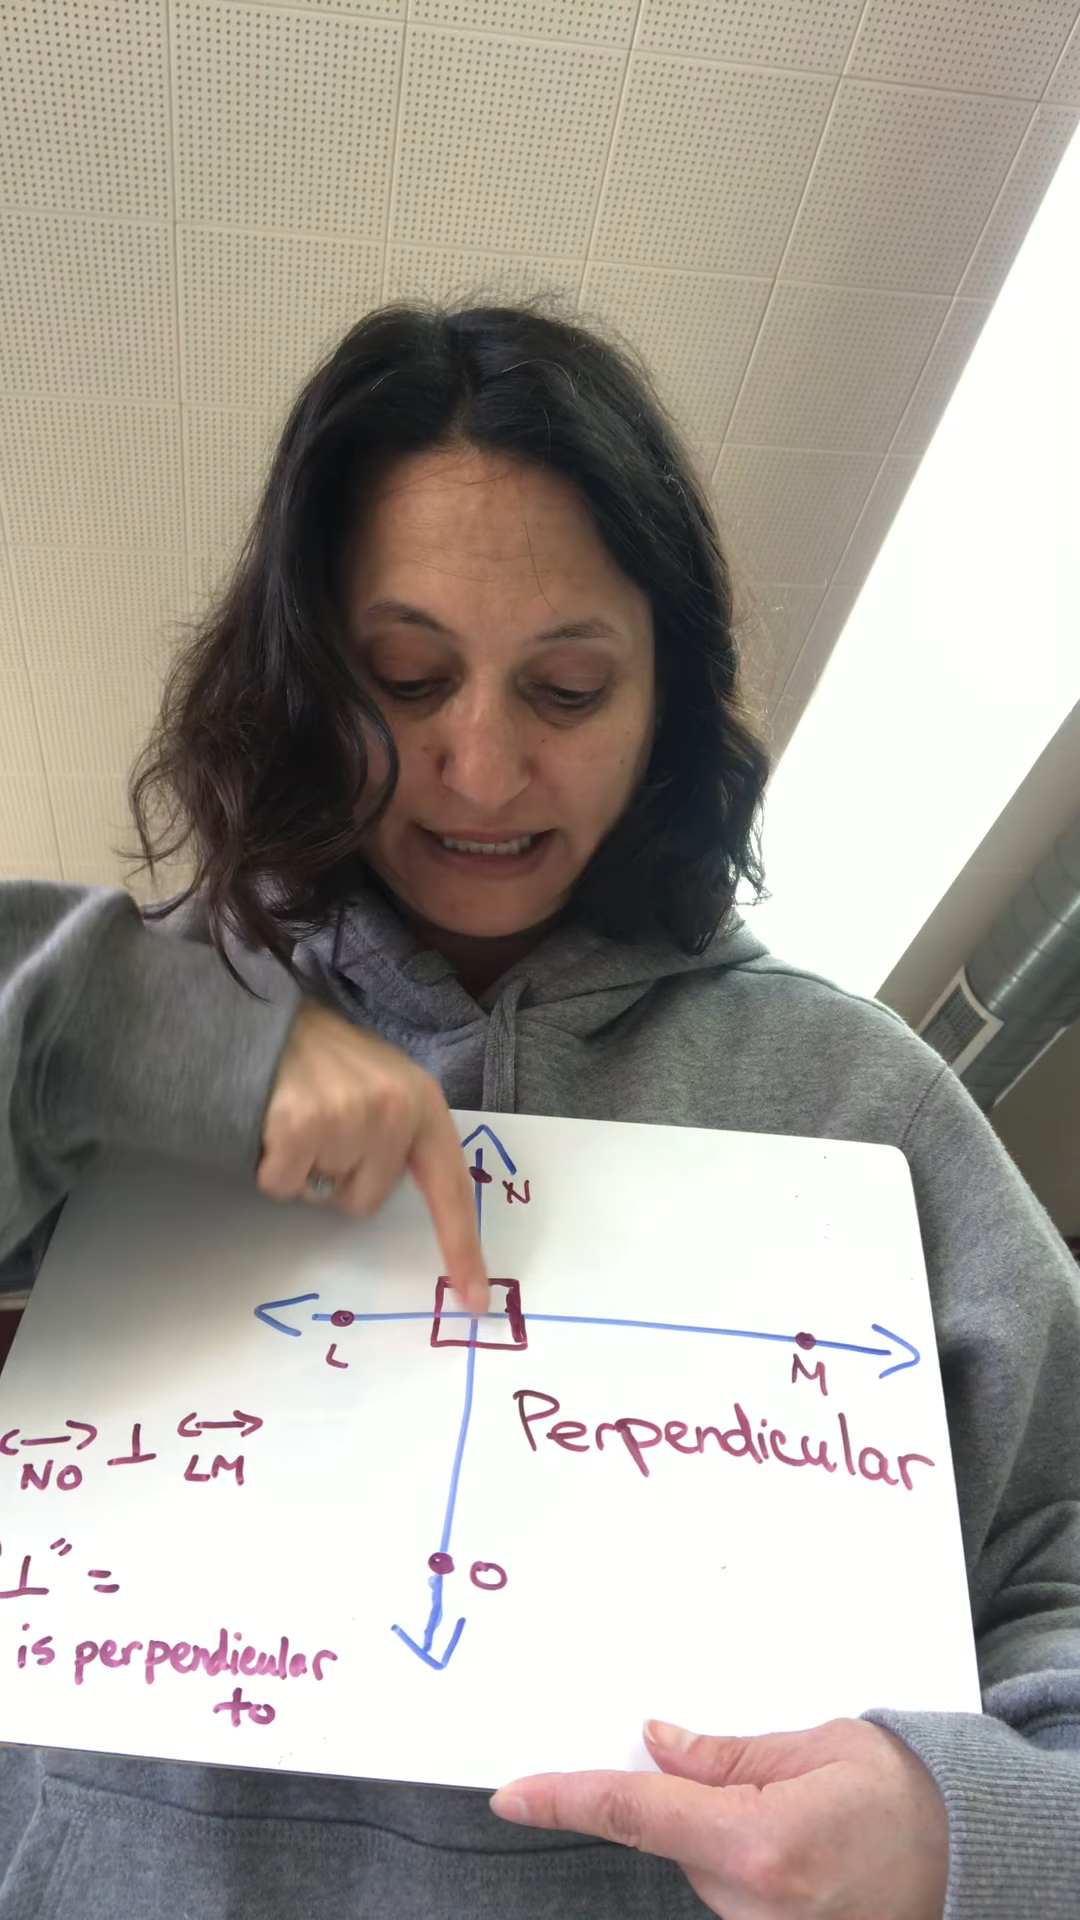 N
L
M
Perpendicular
NO ⊥ LM
O
"⊥" =
is perpendicular
to